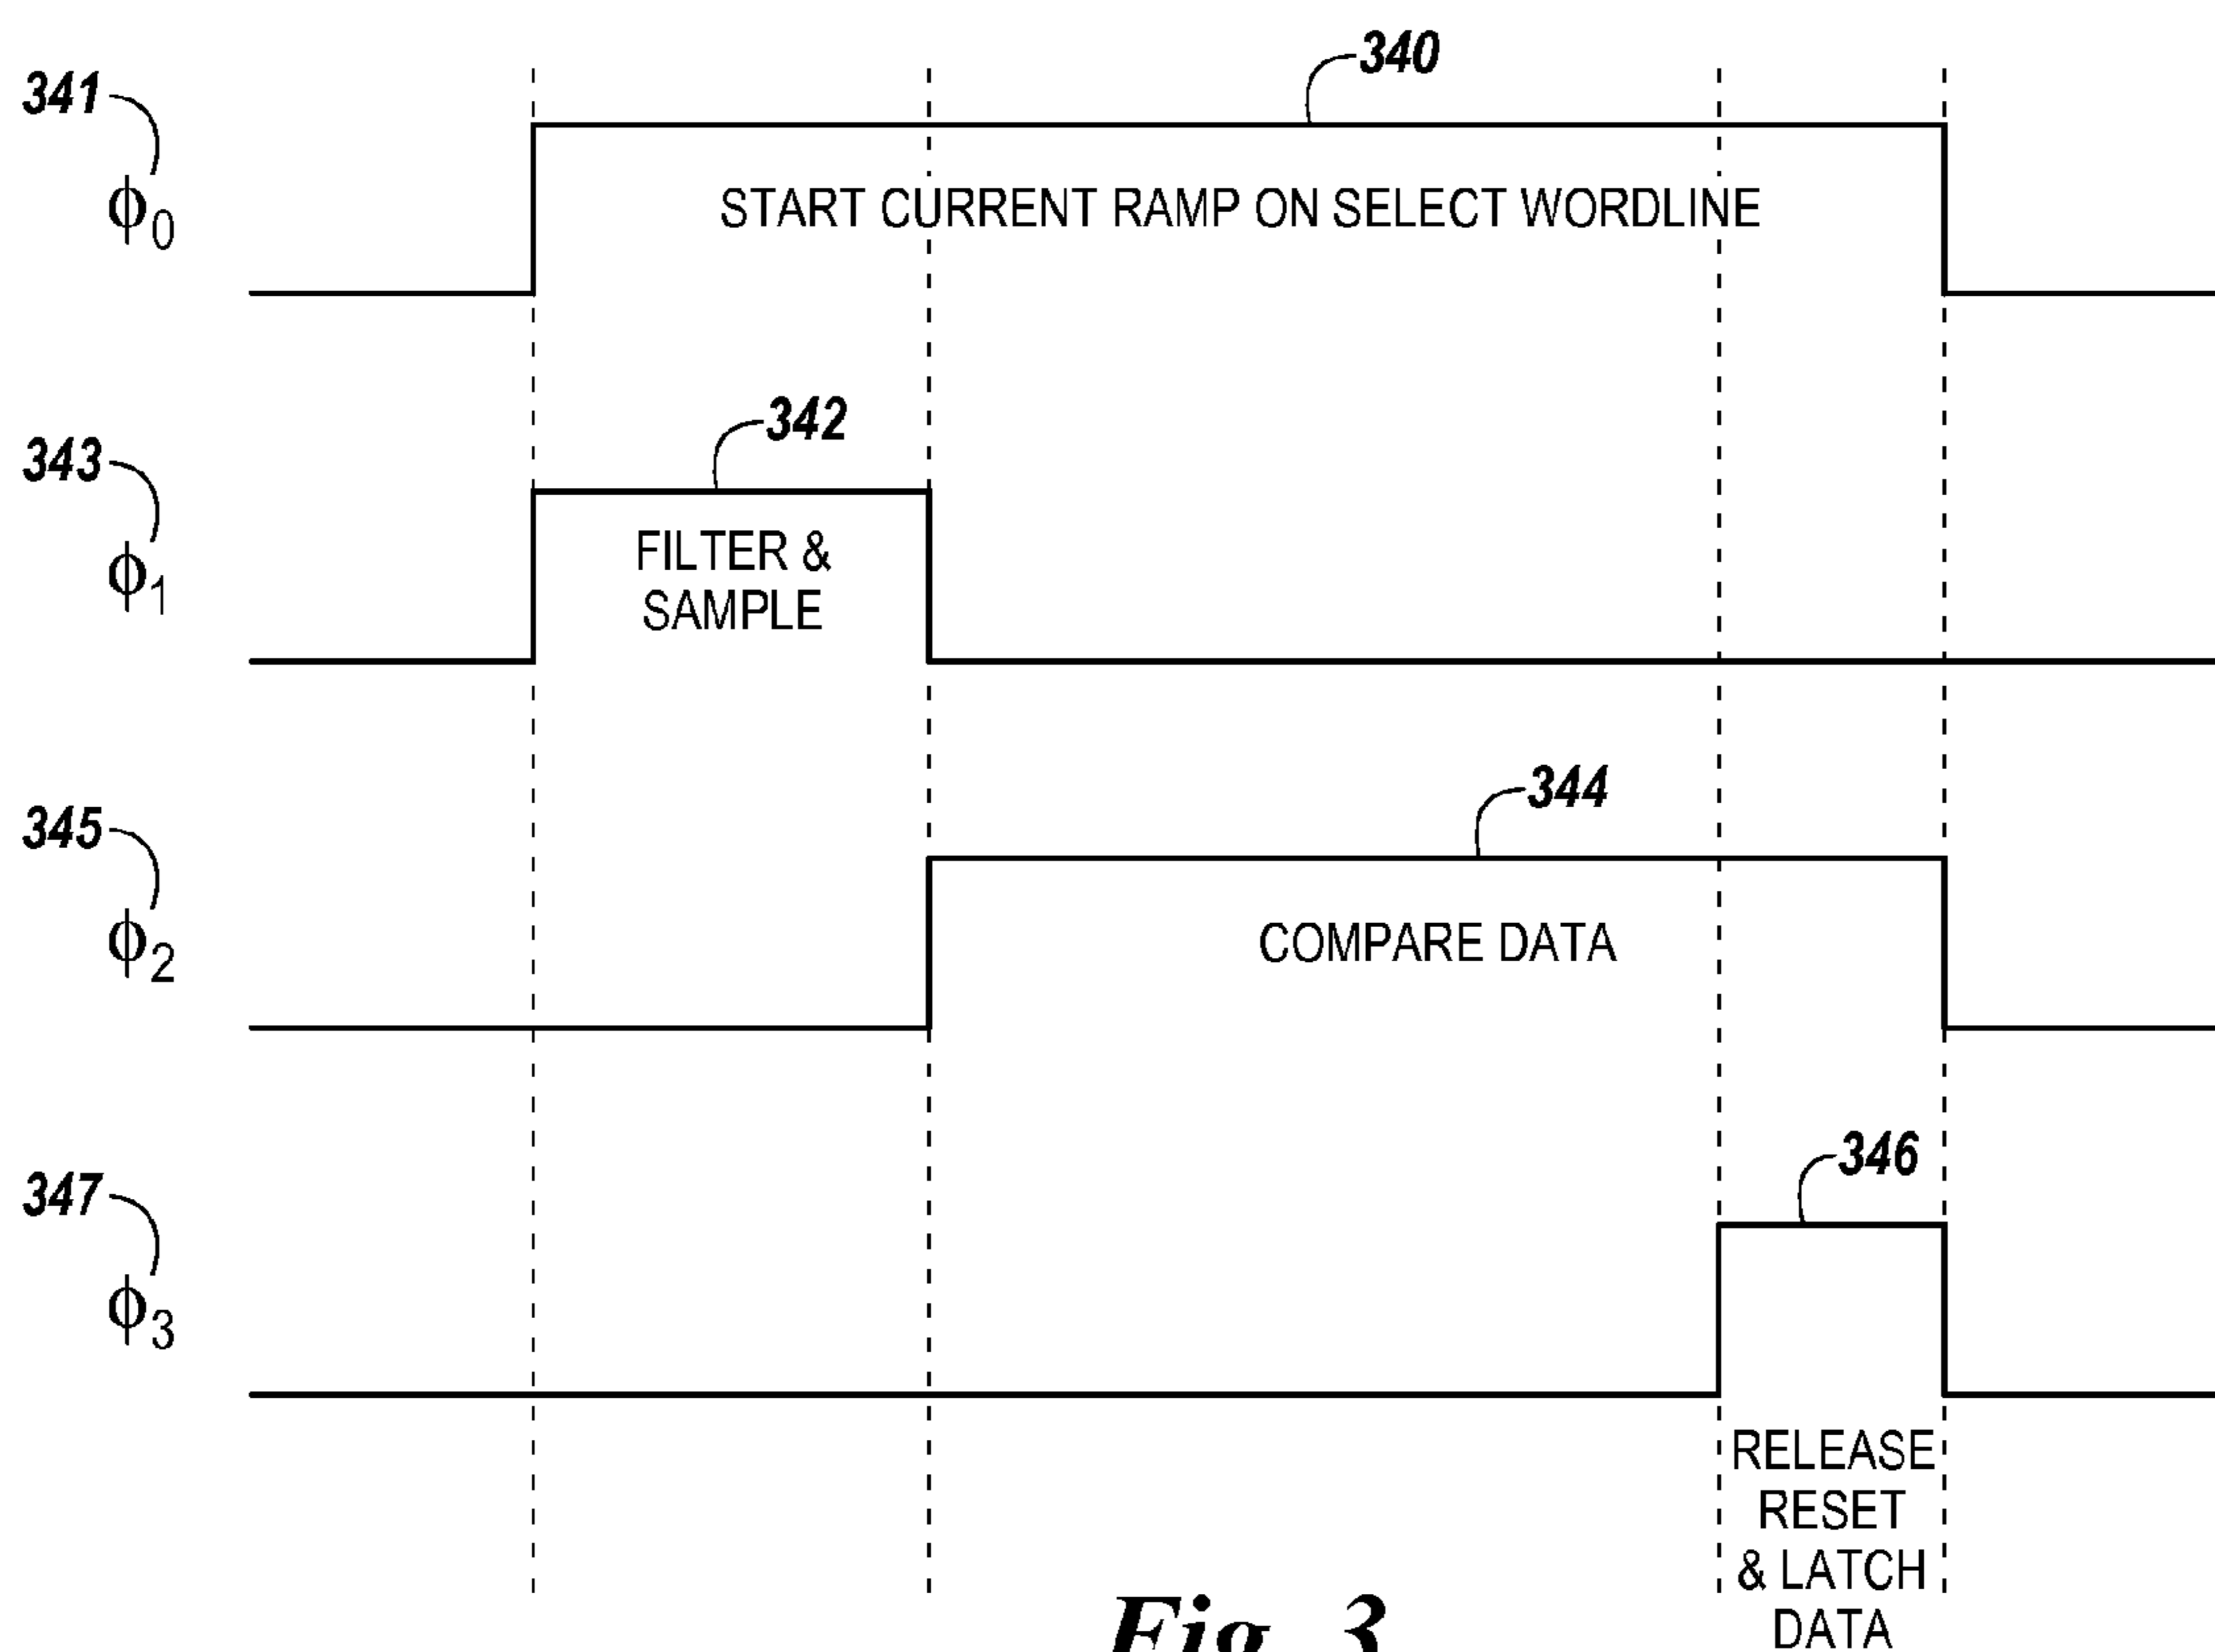 340
341
ϕ0
START CURRENT RAMP ON SELECT WORDLINE
342
343
ϕ1
FILTER &
SAMPLE
344
345
ϕ2
COMPARE DATA
346
347
ϕ3
RELEASE
RESET
& LATCH
DATA
Fig. 3